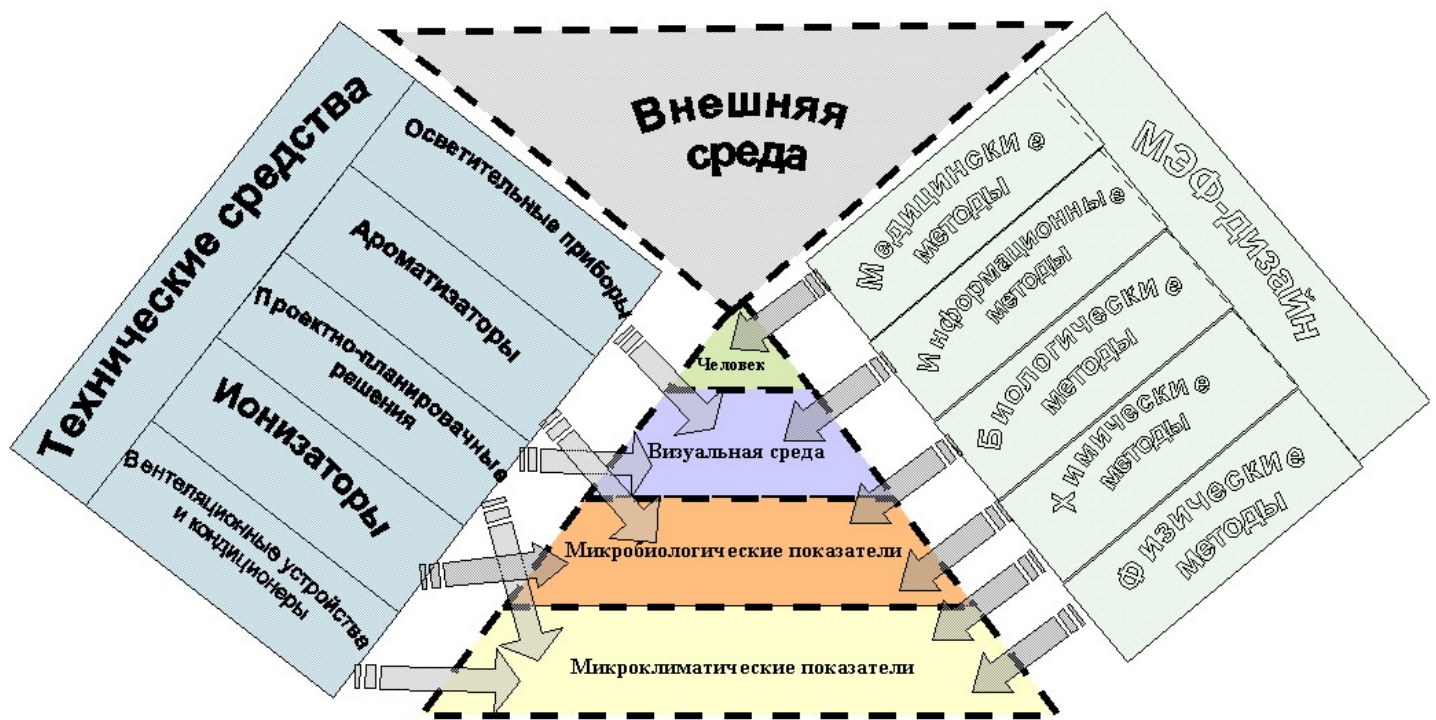 Внешняя
среда
Технические средства
Осветительные приборы
Ароматизаторы
Проектно-планировачные
решения
Ионизаторы
Вентеляционные устройства
и кондиционеры
МЭФ-дизайн
Медицинские
методы
Информационные
методы
Биологические
методы
Химические
методы
Физические
методы
Человек
Визуальная среда
Микробиологические показатели
Микроклиматические показатели